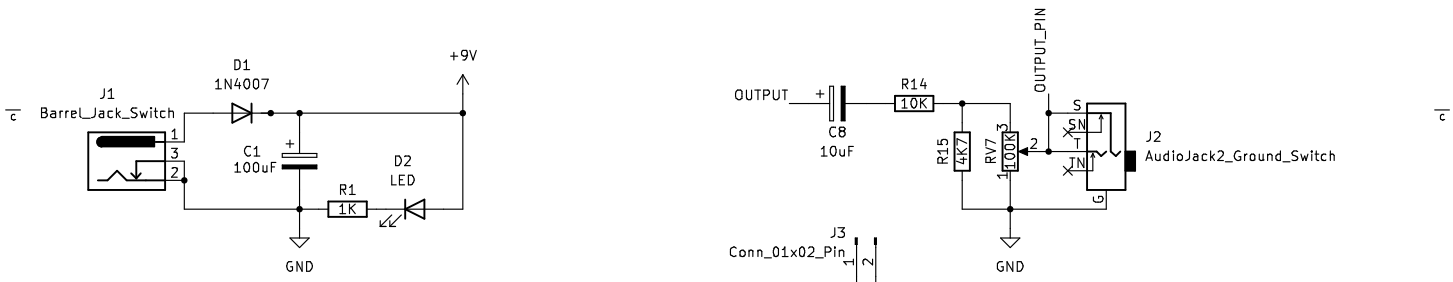 c
J1
Barrel_Jack_Switch
1
3
2
D1
1N4007
+9V
+
C1
100uF
R1
1K
D2
LED
GND
OUTPUT
+
C8
10uF
R14
10K
R15
4K7
RV7
100K
3
2
1
OUTPUT_PIN
S
SN
T
TN
G
J2
AudioJack2_Ground_Switch
GND
J3
Conn_01x02_Pin
1
2
c